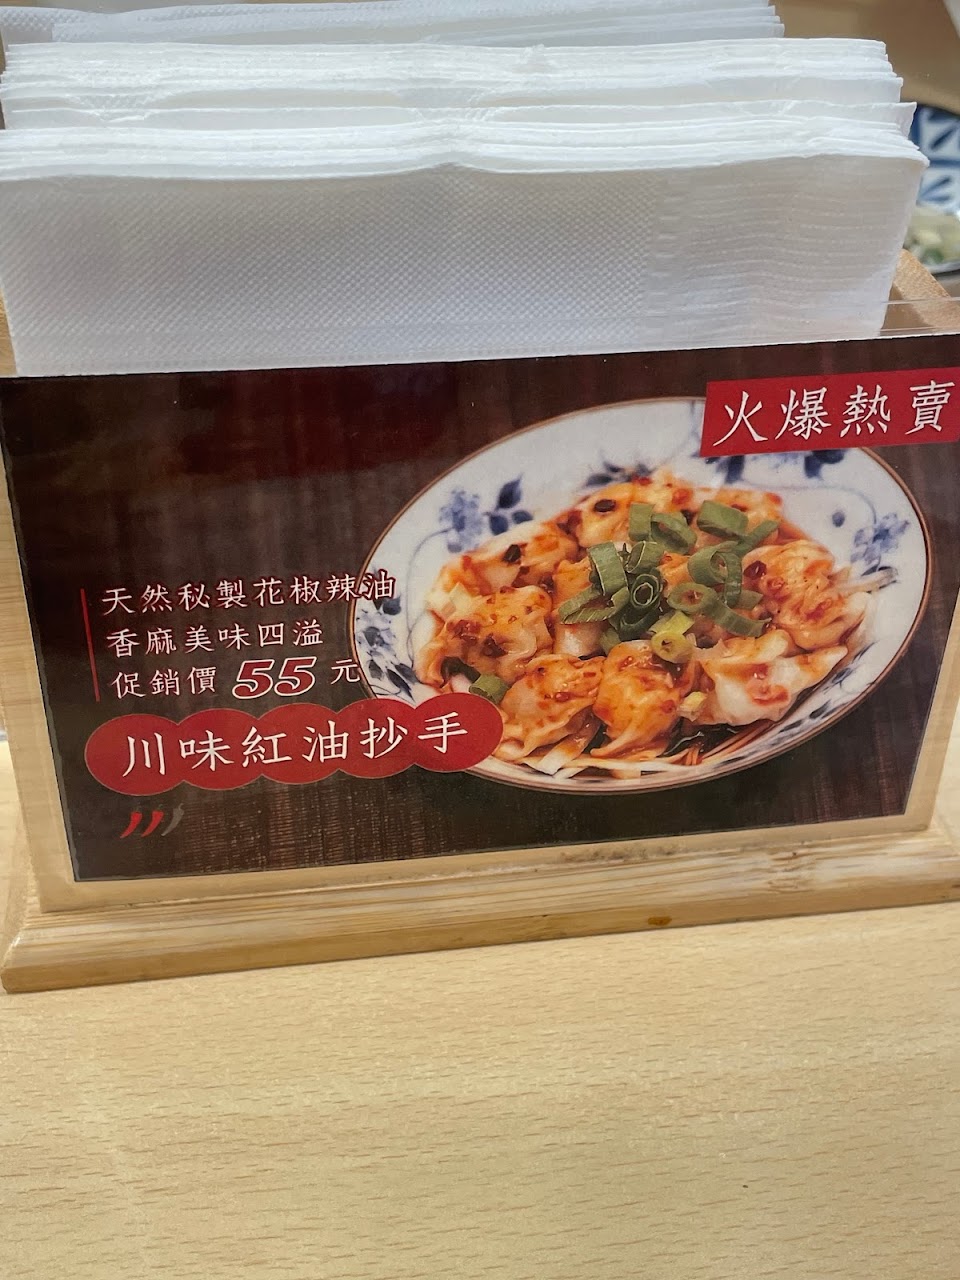 火爆熱賣
天然秘製花椒辣油
香麻美味四溢
促銷價 55 元
川味紅油抄手